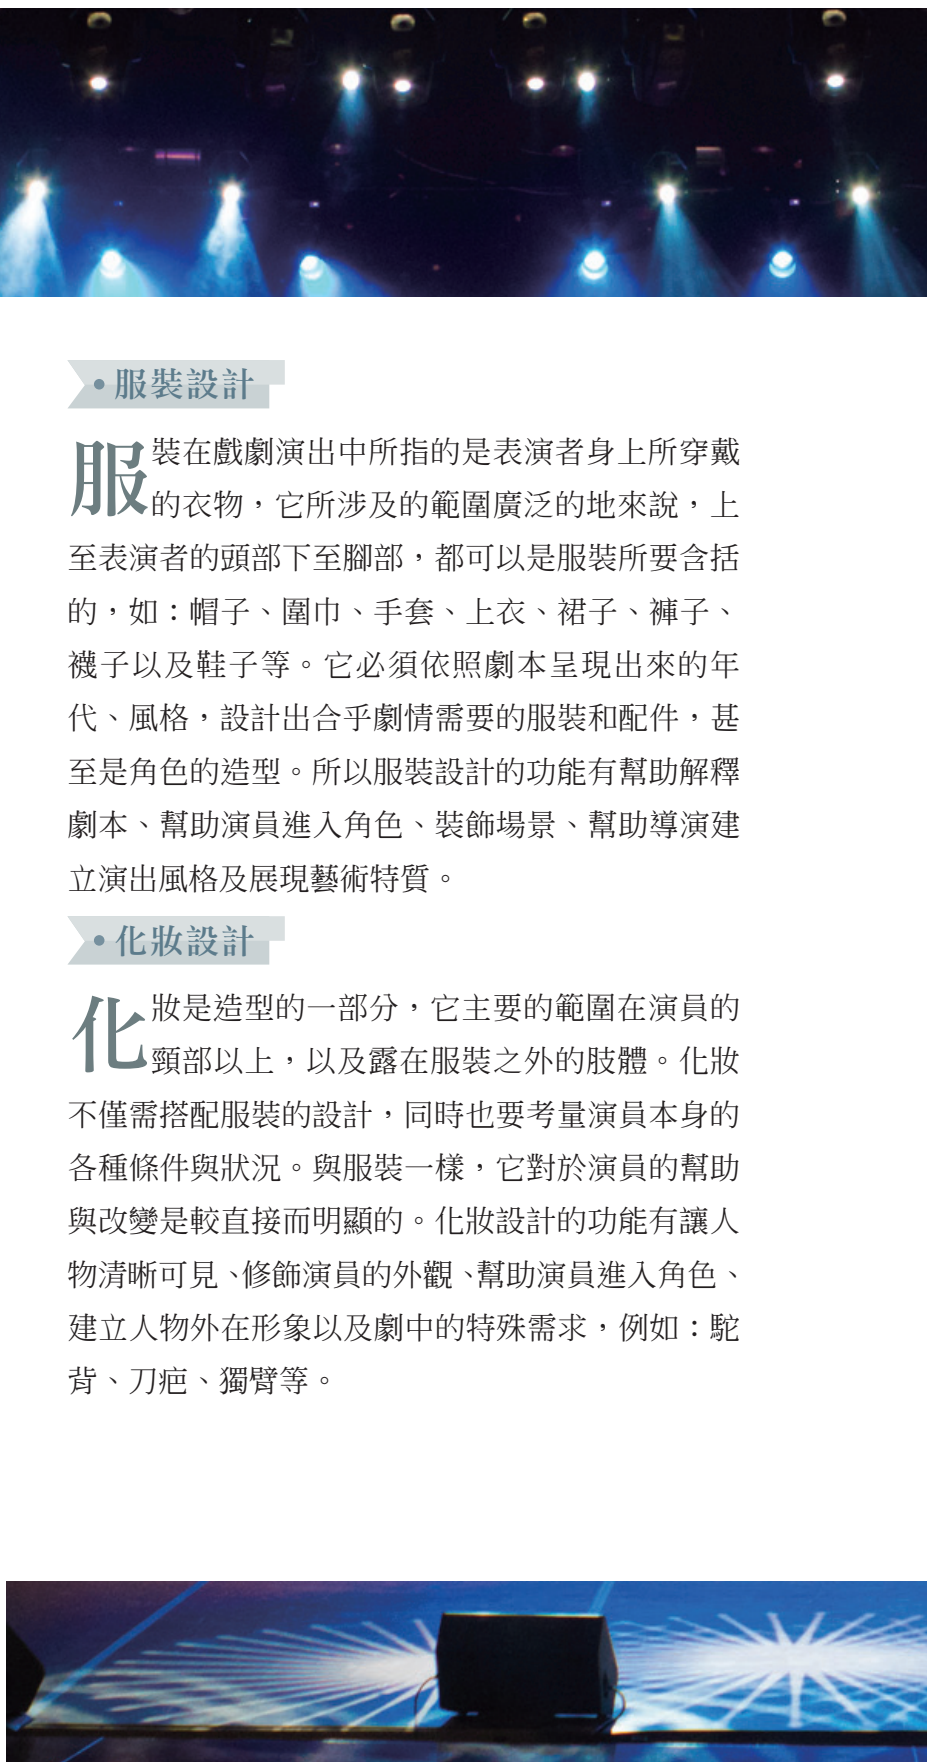 •服裝設計
服裝在戲劇演出中所指的是表演者身上所穿戴
的衣物，它所涉及的範圍廣泛的地來說，上
至表演者的頭部下至腳部，都可以是服裝所要含括
的，如：帽子、圍巾、手套、上衣、裙子、褲子、
襪子以及鞋子等。它必須依照劇本呈現出來的年
代、風格，設計出合乎劇情需要的服裝和配件，甚
至是角色的造型。所以服裝設計的功能有幫助解釋
劇本、幫助演員進入角色、裝飾場景、幫助導演建
立演出風格及展現藝術特質。
•化妝設計
化妝是造型的一部分，它主要的範圍在演員的
頸部以上，以及露在服裝之外的肢體。化妝
不僅需搭配服裝的設計，同時也要考量演員本身的
各種條件與狀況。與服裝一樣，它對於演員的幫助
與改變是較直接而明顯的。化妝設計的功能有讓人
物清晰可見、修飾演員的外觀、幫助演員進入角色、
建立人物外在形象以及劇中的特殊需求，例如：駝
背、刀疤、獨臂等。